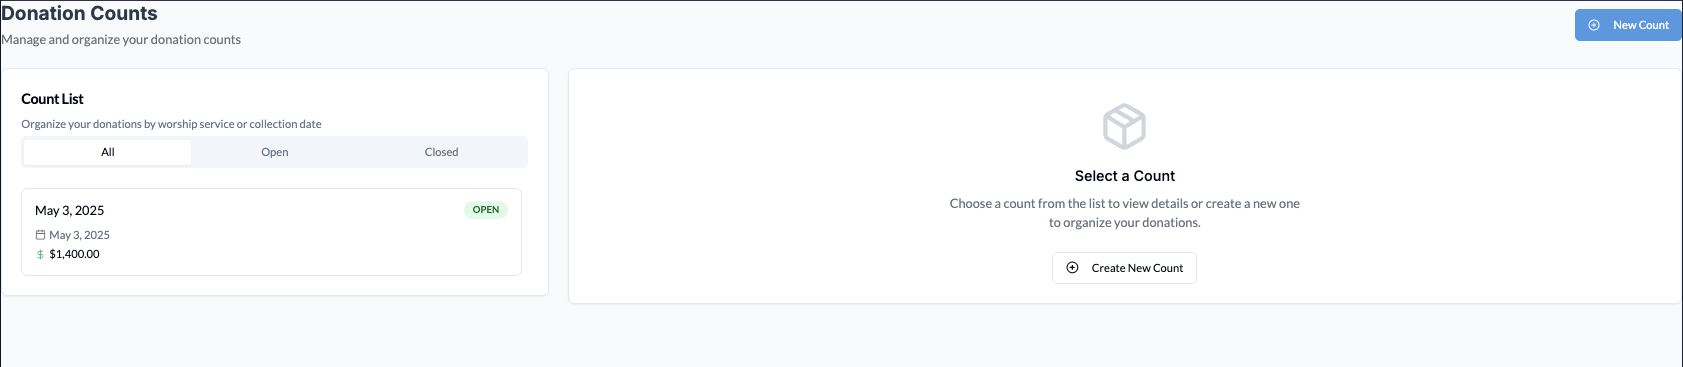 Donation Counts
Manage and organize your donation counts
New Count
Count List
Organize your donations by worship service or collection date
All
Open
Closed
May 3, 2025
OPEN
May 3, 2025
$ $1,400.00
Select a Count
Choose a count from the list to view details or create a new one
to organize your donations.
Create New Count